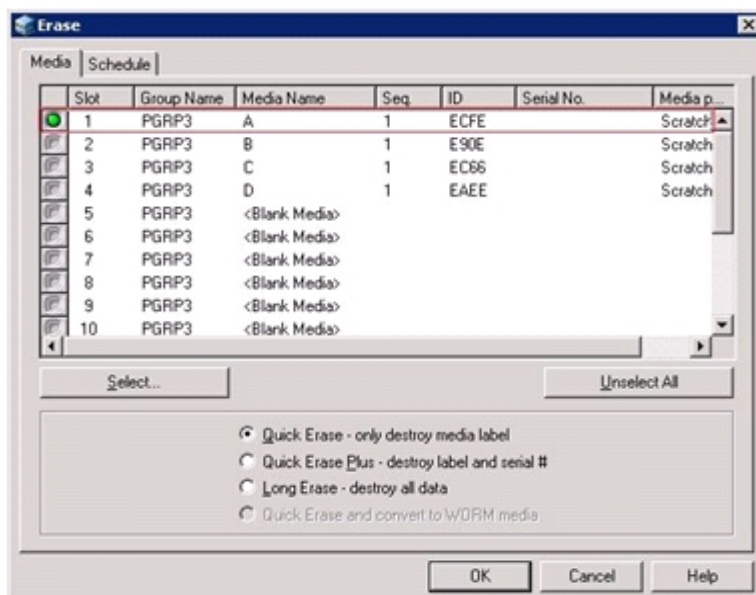 Erase
Media Schedule
Slot Group Name Media Name Seq. ID Serial No. Media p...
1 PGRP3 A 1 ECFE Scratch
2 PGRP3 B 1 E90E Scratch
3 PGRP3 C 1 EC66 Scratch
4 PGRP3 D 1 EAEE Scratch
5 PGRP3 <Blank Media>
6 PGRP3 <Blank Media>
7 PGRP3 <Blank Media>
8 PGRP3 <Blank Media>
9 PGRP3 <Blank Media>
10 PGRP3 <Blank Media>
Select... Unselect All
Quick Erase - only destroy media label
Quick Erase Plus - destroy label and serial #
Long Erase - destroy all data
Quick Erase and convert to WORM media
OK Cancel Help